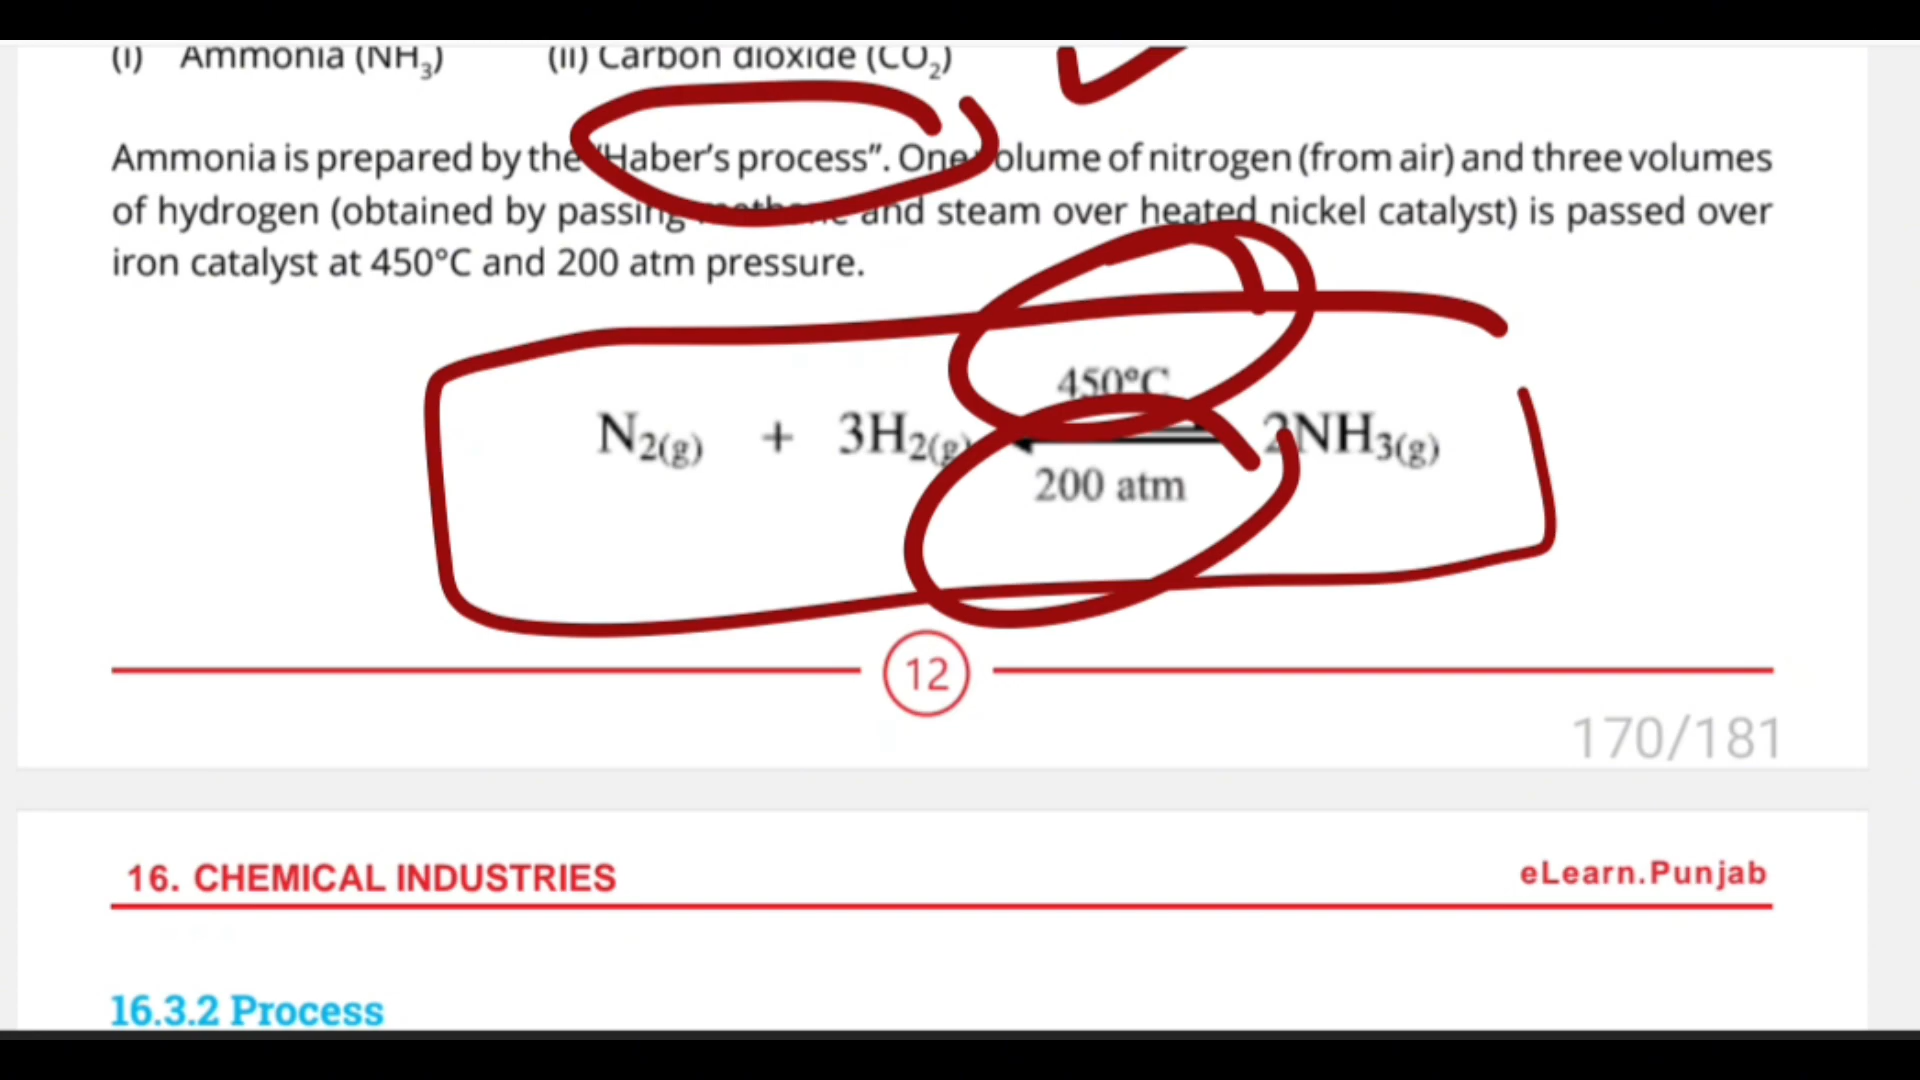 (i) Ammonia (NH3) (ii) Carbon dioxide (CO2)
Ammonia is prepared by the “Haber’s process”. One volume of nitrogen (from air) and three volumes
of hydrogen (obtained by passing methane and steam over heated nickel catalyst) is passed over
iron catalyst at 450°C and 200 atm pressure.
450°C
N2(g) + 3H2(g) 2NH3(g)
200 atm
12
170/181
16. CHEMICAL INDUSTRIES eLearn.Punjab
16.3.2 Process